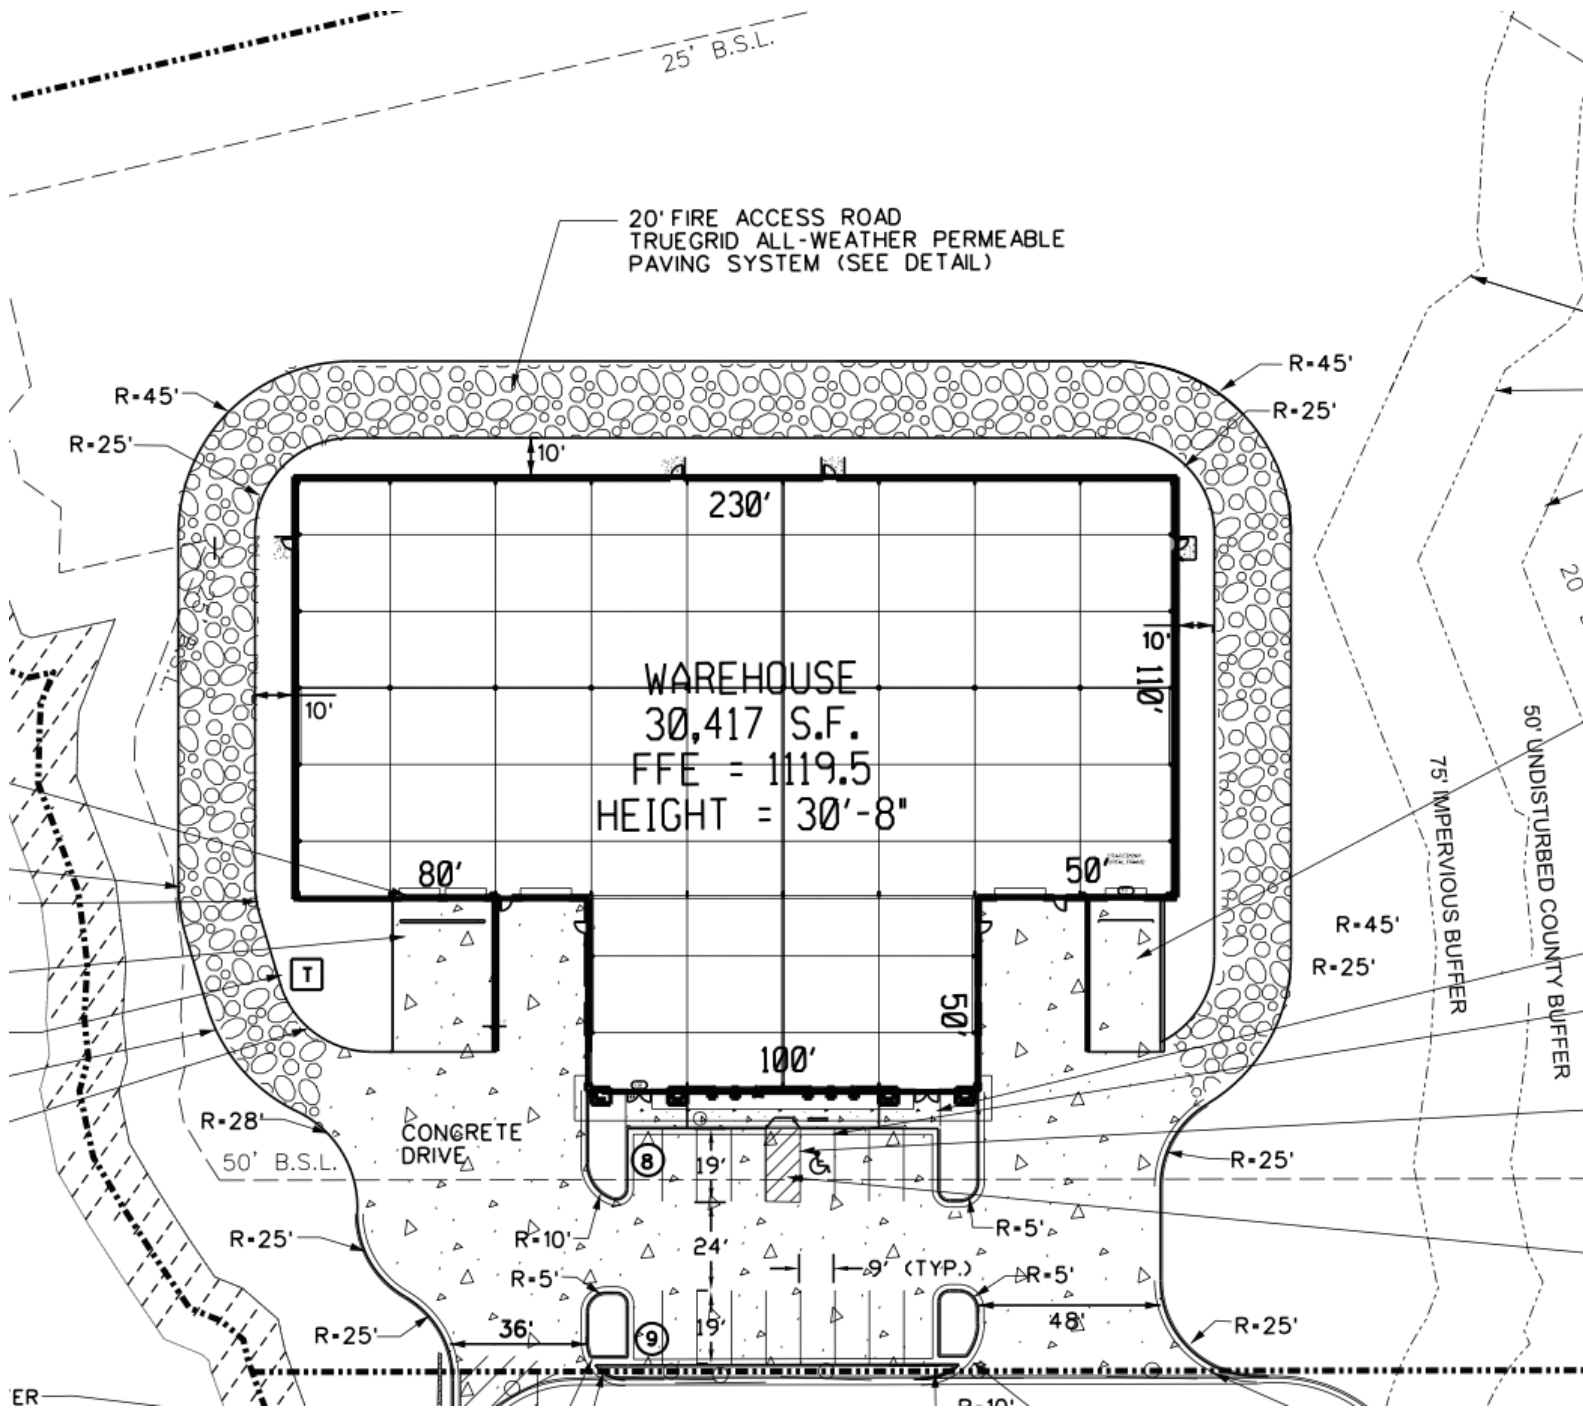 25' B.S.L.
20' FIRE ACCESS ROAD
TRUEGRID ALL-WEATHER PERMEABLE
PAVING SYSTEM (SEE DETAIL)
R=45'
R=45'
R=25'
R=25'
10'
230'
20
10'
110'
10'
WAREHOUSE
30,417 S.F.
FFE = 1119.5
HEIGHT = 30'-8"
50' UNDISTURBED COUNTY BUFFER
75' IMPERVIOUS BUFFER
80'
50'
R=45'
R=25'
T
50'
100'
R=28'
CONCRETE
DRIVE
50' B.S.L.
8
19'
R=25'
R=25'
R=10'
24'
R=5'
R=5'
9' (TYP.)
R=5'
R=25'
36'
9
19'
48'
R=25'
ER
R=10'